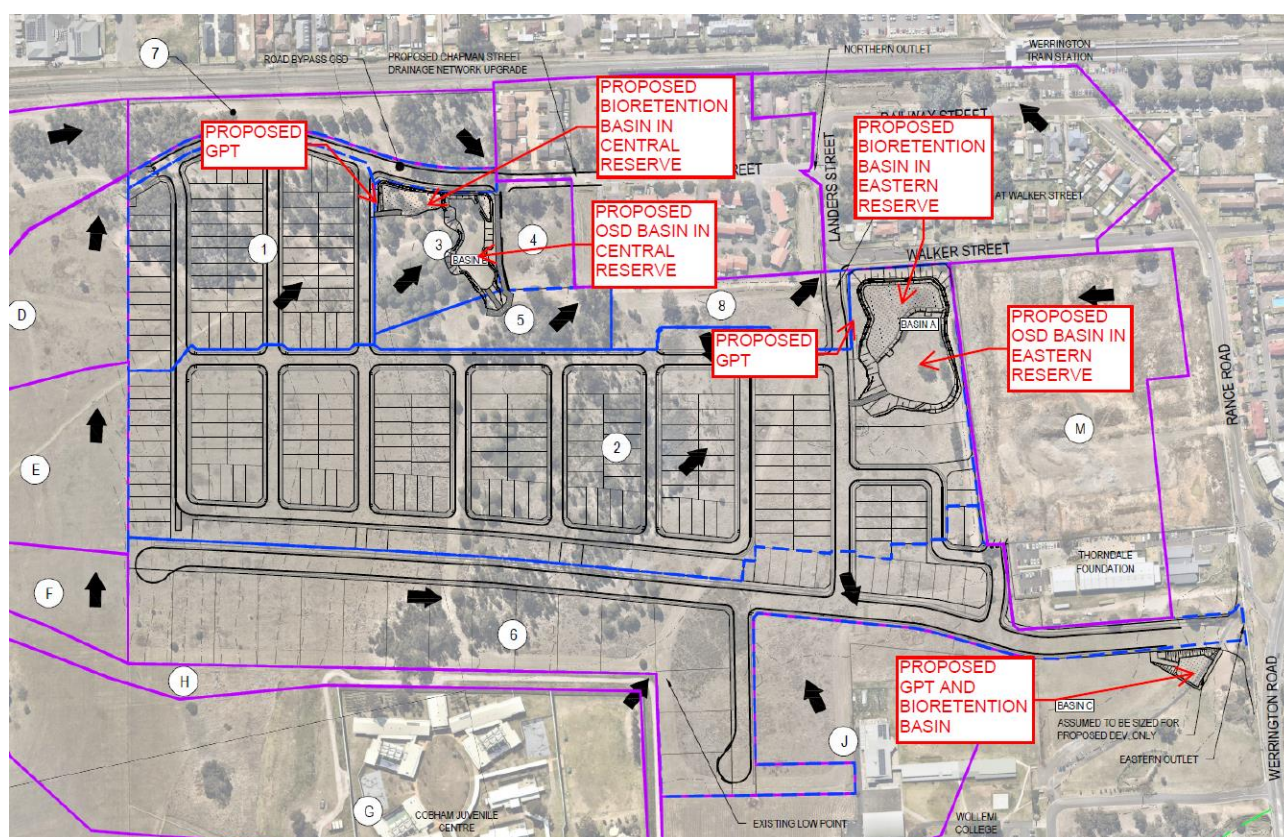 7
ROAD BYPASS OSD
PROPOSED CHAPMAN STREET
DRAINAGE NETWORK UPGRADE
NORTHERN OUTLET
WERRINGTON
TRAIN STATION
PROPOSED
BIORETENTION
BASIN IN
CENTRAL
RESERVE
PROPOSED
GPT
RAILWAY STREET
PROPOSED
BIORETENTION
BASIN IN
EASTERN
RESERVE
STREET
AT WALKER STREET
LANDERS STREET
PROPOSED
OSD BASIN IN
CENTRAL
RESERVE
1
3
4
WALKER STREET
BASIN B
D
5
8
PROPOSED
GPT
BASIN A
PROPOSED
OSD BASIN IN
EASTERN
RESERVE
RANCE ROAD
E
2
M
THORNDALE
FOUNDATION
F
6
H
PROPOSED
GPT AND
BIORETENTION
BASIN
BASIN C
ASSUMED TO BE SIZED FOR
PROPOSED DEV. ONLY
EASTERN OUTLET
WERRINGTON ROAD
J
G
COBHAM JUVENILE
CENTRE
EXISTING LOW POINT
WOLLEMI
COLLEGE